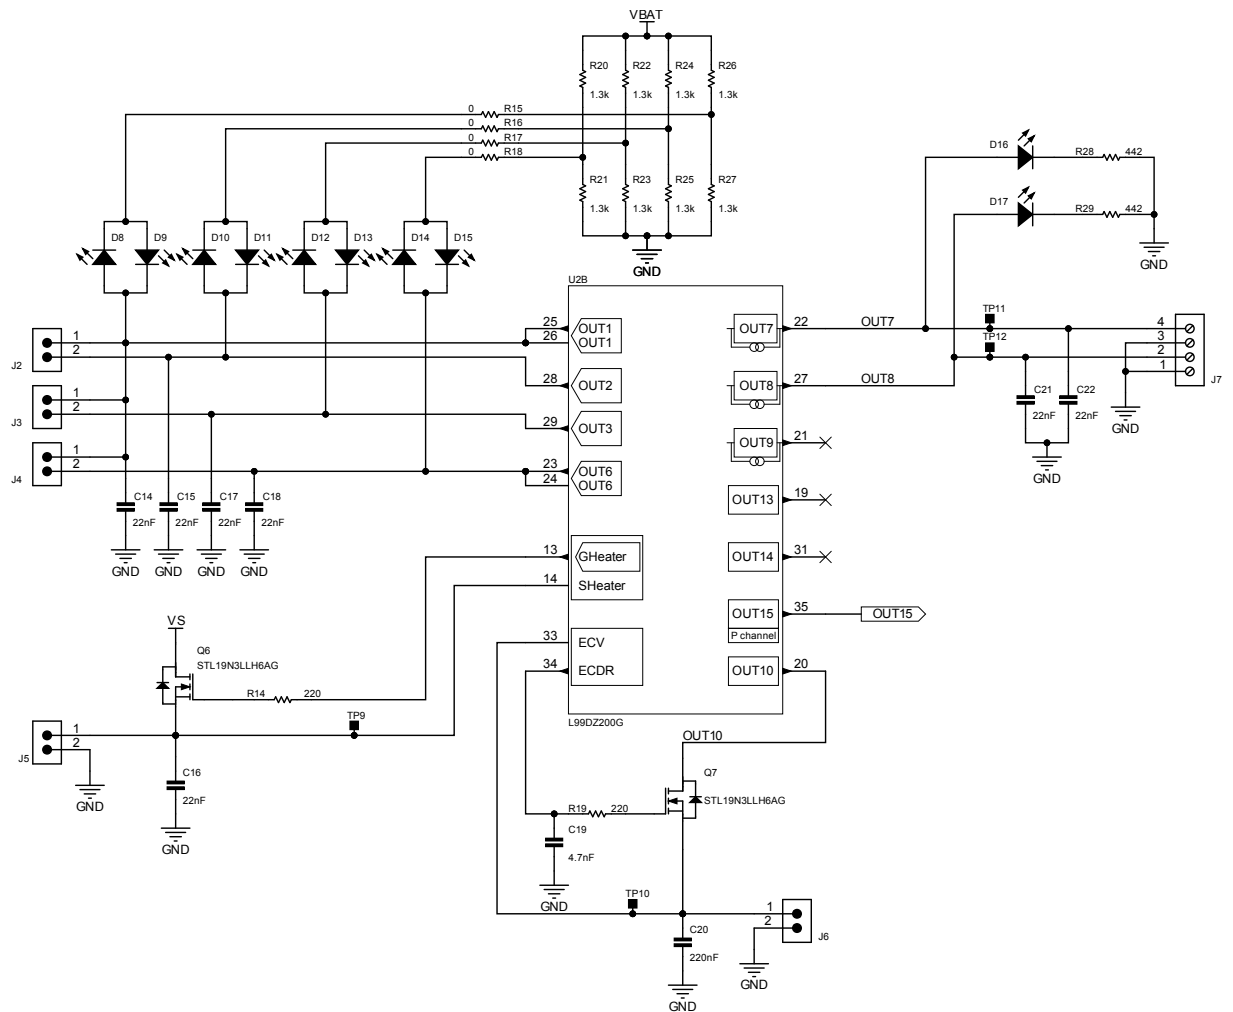 VBAT
R20
R22
R24
R26
1.3k
1.3k
1.3k
1.3k
0
R15
0
R16
0
R17
0
R18
R21
R23
R25
R27
1.3k
1.3k
1.3k
1.3k
GND
D16
R28
442
D17
R29
442
GND
D8
D9
D10
D11
D12
D13
D14
D15
U2B
J2
1
2
J3
1
2
J4
1
2
25
OUT1
26
OUT1
28
OUT2
29
OUT3
23
OUT6
24
OUT6
13
GHeater
14
SHeater
33
ECV
34
ECDR
OUT7
22
OUT7
OUT8
27
OUT8
OUT9
21
OUT13
19
OUT14
31
OUT15
35
OUT15
P channel
OUT10
20
L99DZ200G
TP11
TP12
4
3
2
1
J7
C21
22nF
C22
22nF
GND
GND
C14
22nF
C15
22nF
C17
22nF
C18
22nF
GND
GND
GND
GND
VS
Q6
STL19N3LLH6AG
R14
220
TP9
J5
1
2
GND
C16
22nF
GND
OUT10
Q7
STL19N3LLH6AG
R19
220
C19
4.7nF
GND
TP10
1
2
J6
C20
220nF
GND
GND